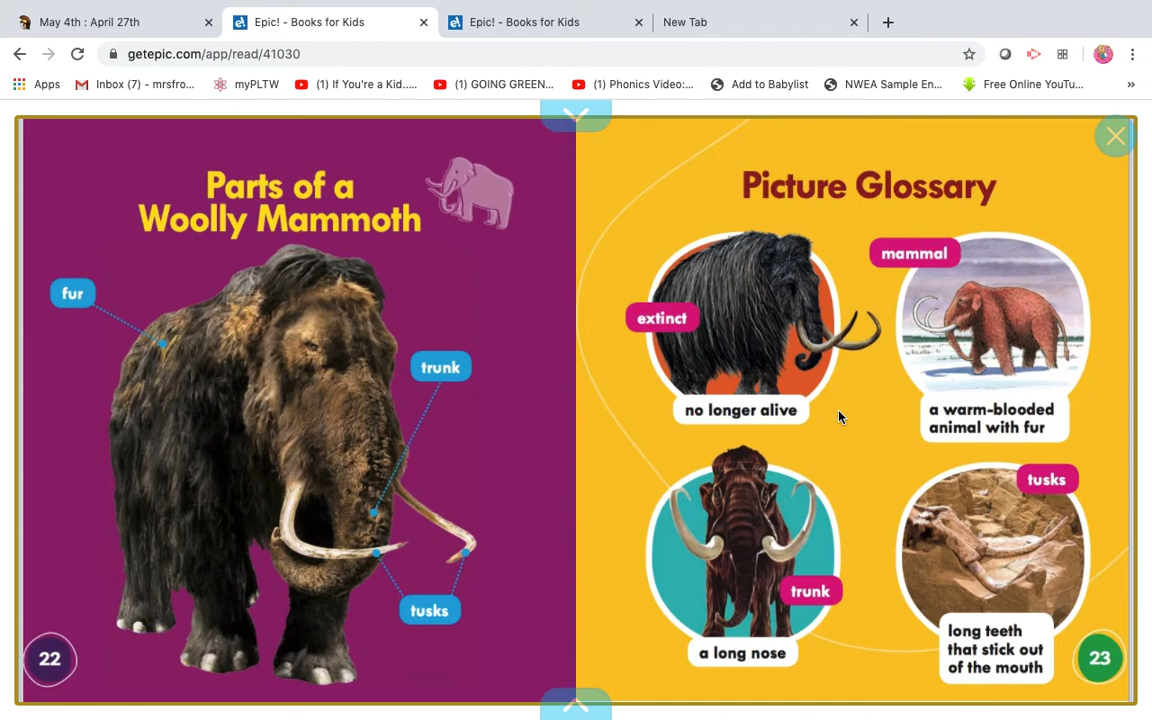 May 4th : April 27th
Epic! - Books for Kids
Epic! - Books for Kids
New Tab
getepic.com/app/read/41030
Apps
Inbox (7) - mrsfro...
myPLTW
(1) If You're a Kid....
(1) GOING GREEN...
(1) Phonics Video:...
Add to Babylist
NWEA Sample En...
Free Online YouTu...
»
Parts of a
Woolly Mammoth
fur
trunk
tusks
22
Picture Glossary
extinct
no longer alive
mammal
a warm-blooded
animal with fur
trunk
a long nose
tusks
long teeth
that stick out
of the mouth
23